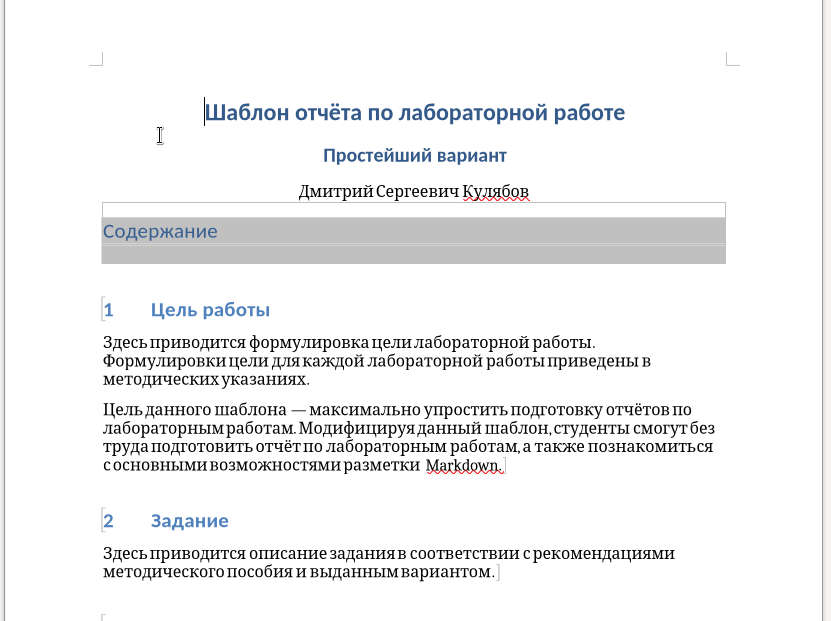 Шаблон отчёта по лабораторной работе
Простейший вариант
Дмитрий Сергеевич Кулябов
Содержание
1 Цель работы
Здесь приводится формулировка цели лабораторной работы.
Формулировки цели для каждой лабораторной работы приведены в
методических указаниях.
Цель данного шаблона — максимально упростить подготовку отчётов по
лабораторным работам. Модифицируя данный шаблон, студенты смогут без
труда подготовить отчёт по лабораторным работам, а также познакомиться
с основными возможностями разметки Markdown.
2 Задание
Здесь приводится описание задания в соответствии с рекомендациями
методического пособия и выданным вариантом.